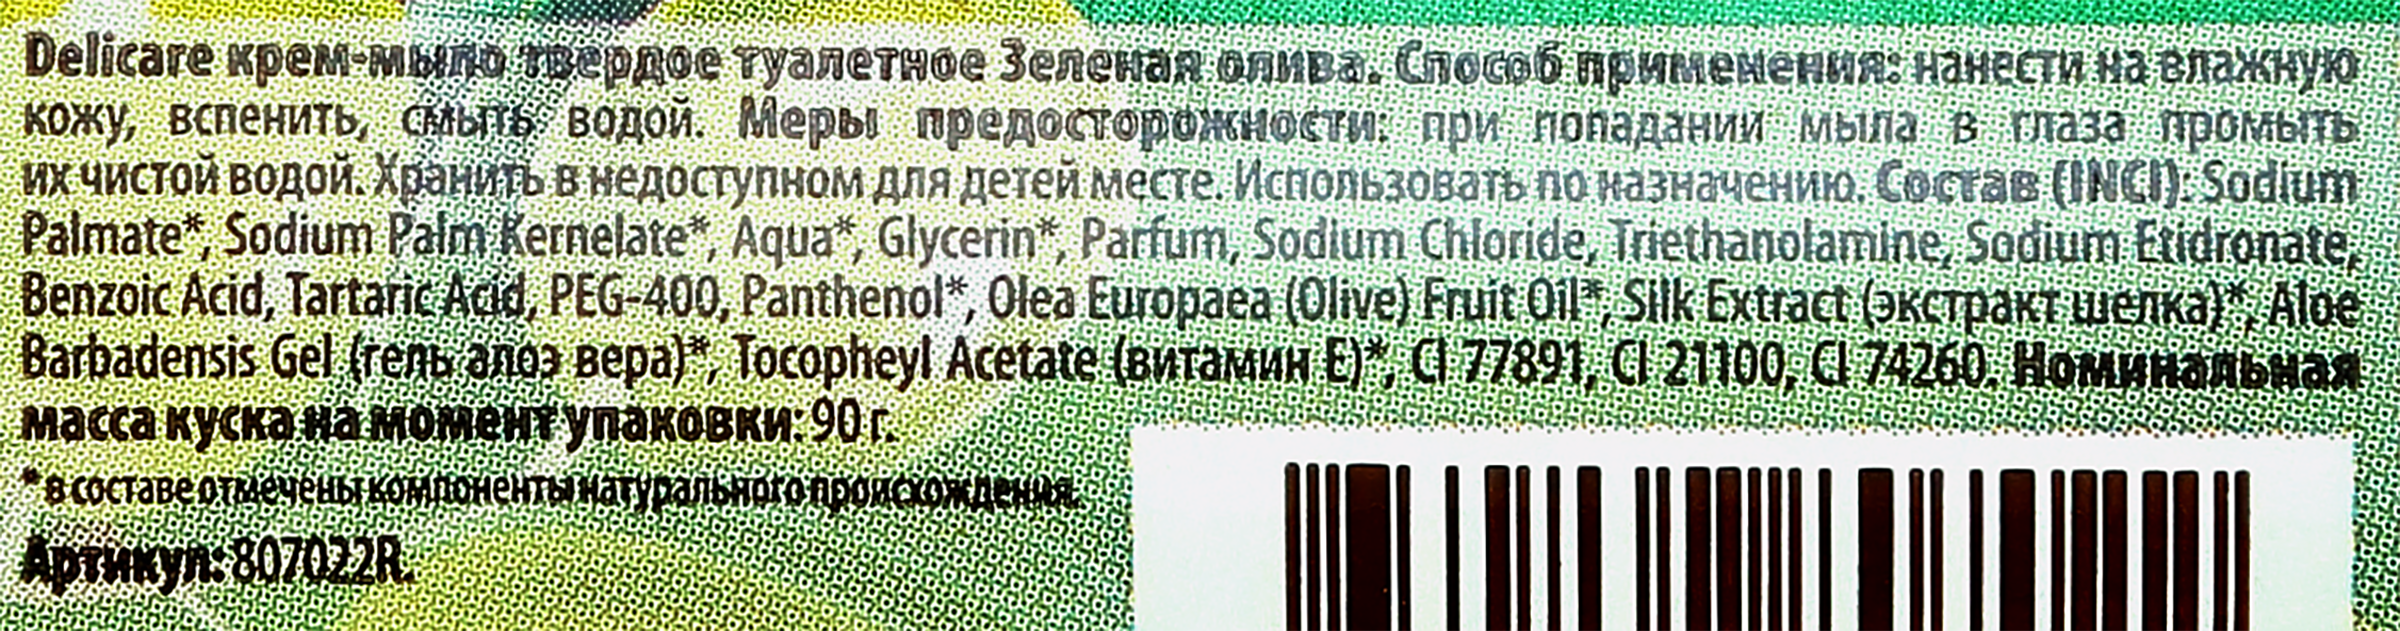 Delicare крем-мыло твердое туалетное Зеленая олива. Способ применения: нанести на влажную
кожу, вспенить, смыть водой. Меры предосторожности: при попадании мыла в глаза промыть
их чистой водой. Хранить в недоступном для детей месте. Использовать по назначению. Состав (INCI): Sodium
Palmate*, Sodium Palm Kernelate*, Aqua*, Glycerin*, Parfum, Sodium Chloride, Triethanolamine, Sodium Etidronate,
Benzoic Acid, Tartaric Acid, PEG-400, Panthenol*, Olea Europaea (Olive) Fruit Oil*, Silk Extract (экстракт шелка)*, Aloe
Barbadensis Gel (гель алоэ вера)*, Tocopheyl Acetate (витамин Е)*, CI 77891, CI 21100, CI 74260. Номинальная
масса куска на момент упаковки: 90 г.
*в составе отмечены компоненты натурального происхождения.
Артикул: 807022R.